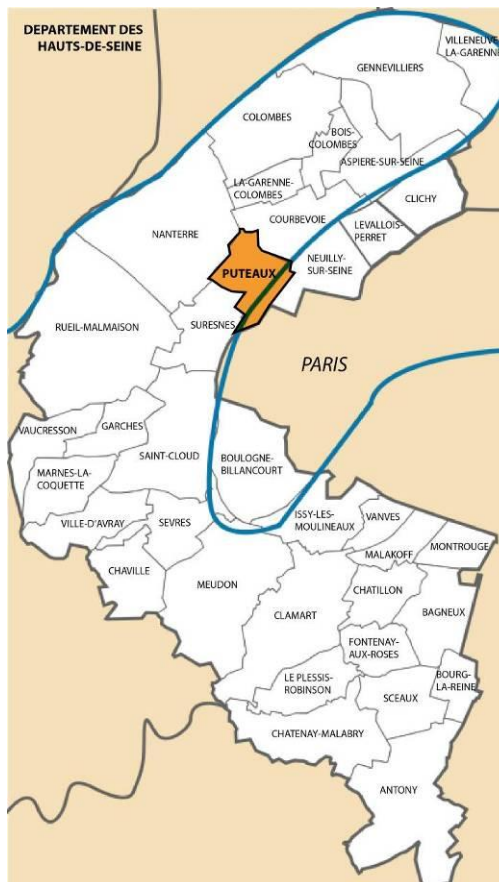 DEPARTEMENT DES
HAUTS-DE-SEINE
VILLENEUVE-
LA-GARENNE
GENNEVILLIERS
COLOMBES
BOIS-
COLOMBES
ASPIERE-SUR-SEINE
LA-GARENNE-
COLOMBES
CLICHY
COURBEVOIE
LEVALLOIS-
PERRET
NANTERRE
NEUILLY-
SUR-SEINE
PUTEAUX
SURESNES
RUEIL-MALMAISON
PARIS
GARCHES
VAUCRESSON
SAINT-CLOUD
BOULOGNE-
BILLANCOURT
MARNES-LA-
COQUETTE
ISSY-LES-
MOULINEAUX
VANVES
VILLE-D'AVRAY
SEVRES
MALAKOFF
MONTROUGE
CHAVILLE
MEUDON
CHATILLON
BAGNEUX
CLAMART
FONTENAY-
AUX-ROSES
LE PLESSIS-
ROBINSON
BOURG-
LA-REINE
SCEAUX
CHATENAY-MALABRY
ANTONY